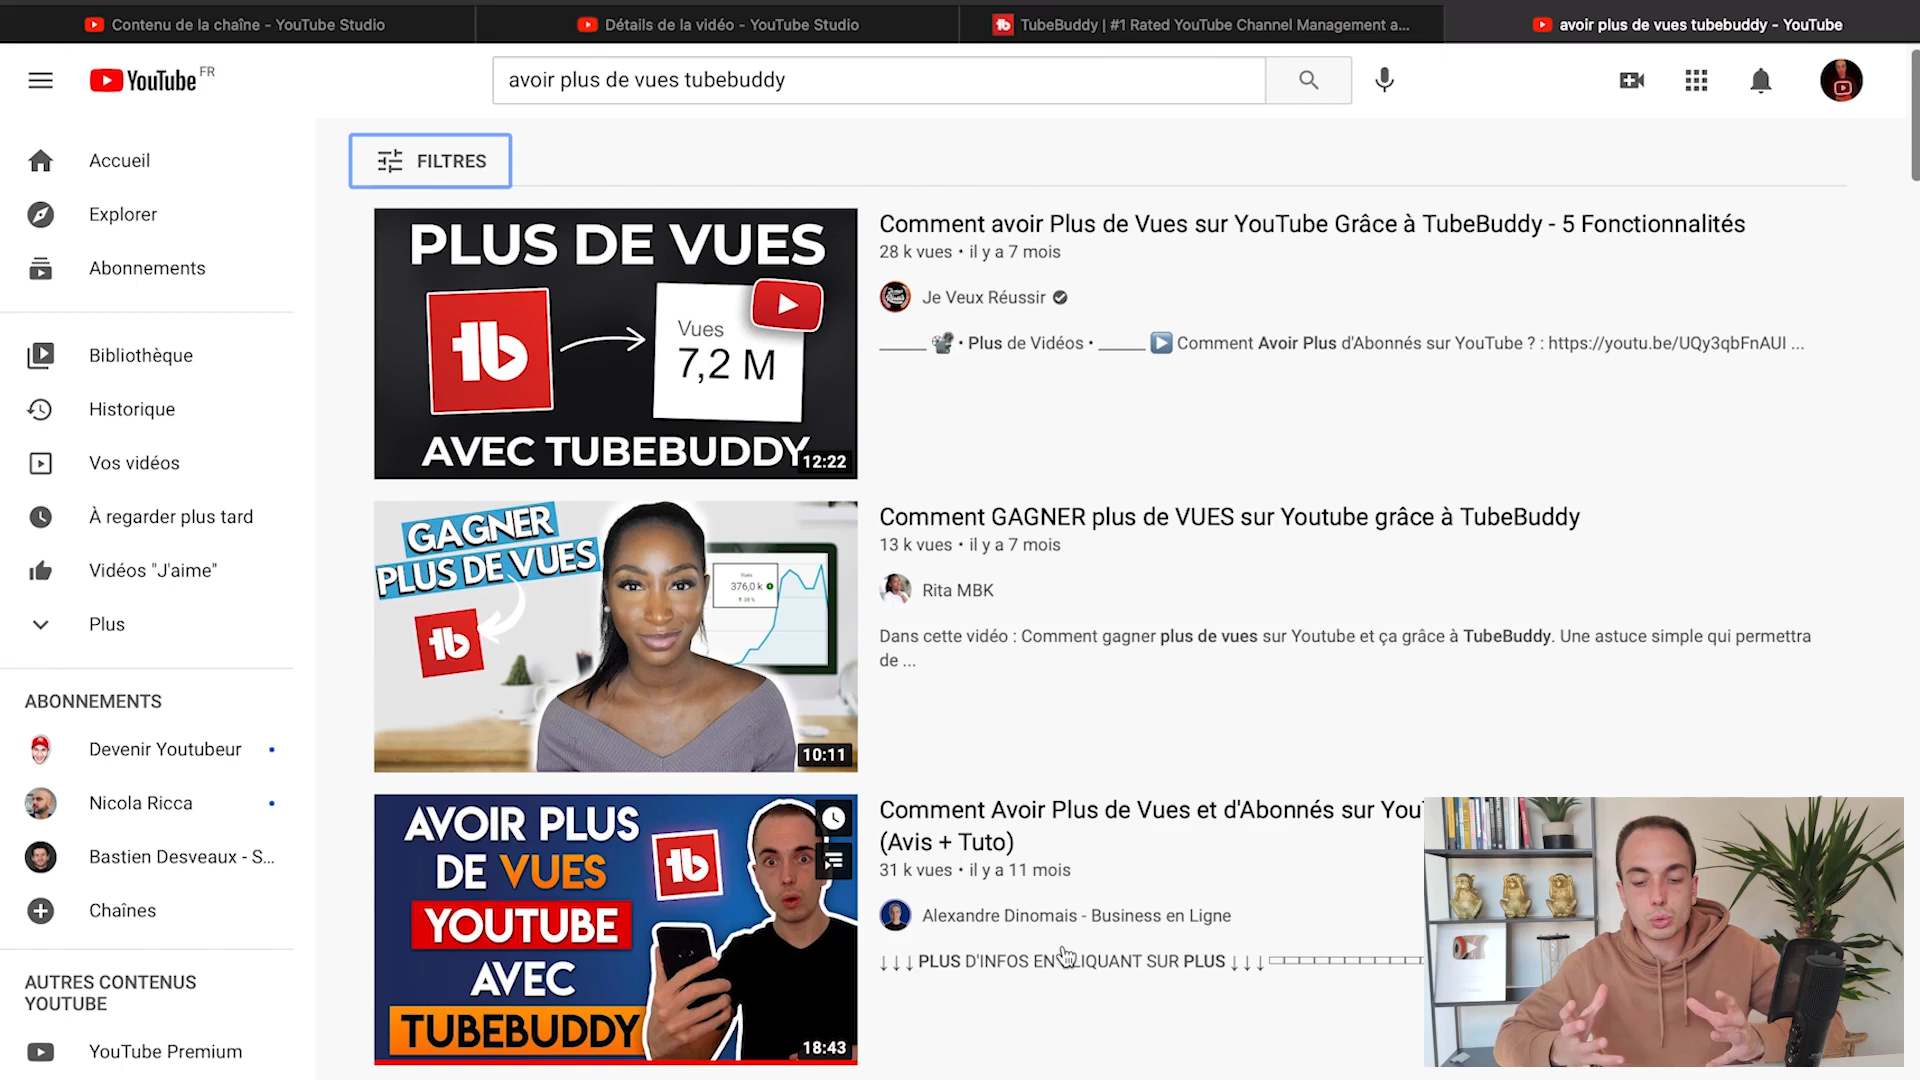 Contenu de la chaîne - YouTube Studio
Détails de la vidéo - YouTube Studio
TubeBuddy | #1 Rated YouTube Channel Management a...
avoir plus de vues tubebuddy - YouTube
YouTube FR
avoir plus de vues tubebuddy
Accueil
Explorer
Abonnements
Bibliothèque
Historique
Vos vidéos
À regarder plus tard
Vidéos "J'aime"
Plus
ABONNEMENTS
Devenir Youtubeur
Nicola Ricca
Bastien Desveaux - S...
Chaînes
AUTRES CONTENUS
YOUTUBE
YouTube Premium
FILTRES
PLUS DE VUES
Vues
7,2 M
AVEC TUBEBUDDY
12:22
Comment avoir Plus de Vues sur YouTube Grâce à TubeBuddy - 5 Fonctionnalités
28 k vues • il y a 7 mois
Je Veux Réussir
______ 📽 • Plus de Vidéos • ______ ▶ Comment Avoir Plus d'Abonnés sur YouTube ? : https://youtu.be/UQy3qbFnAUI ...
GAGNER
PLUS DE VUES
Vues
376,0 k
10:11
Comment GAGNER plus de VUES sur Youtube grâce à TubeBuddy
13 k vues • il y a 7 mois
Rita MBK
Dans cette vidéo : Comment gagner plus de vues sur Youtube et ça grâce à TubeBuddy. Une astuce simple qui permettra
de ...
AVOIR PLUS
DE VUES
YOUTUBE
AVEC
TUBEBUDDY
18:43
Comment Avoir Plus de Vues et d'Abonnés sur You
(Avis + Tuto)
31 k vues • il y a 11 mois
Alexandre Dinomais - Business en Ligne
↓↓↓ PLUS D'INFOS EN CLIQUANT SUR PLUS ↓↓↓